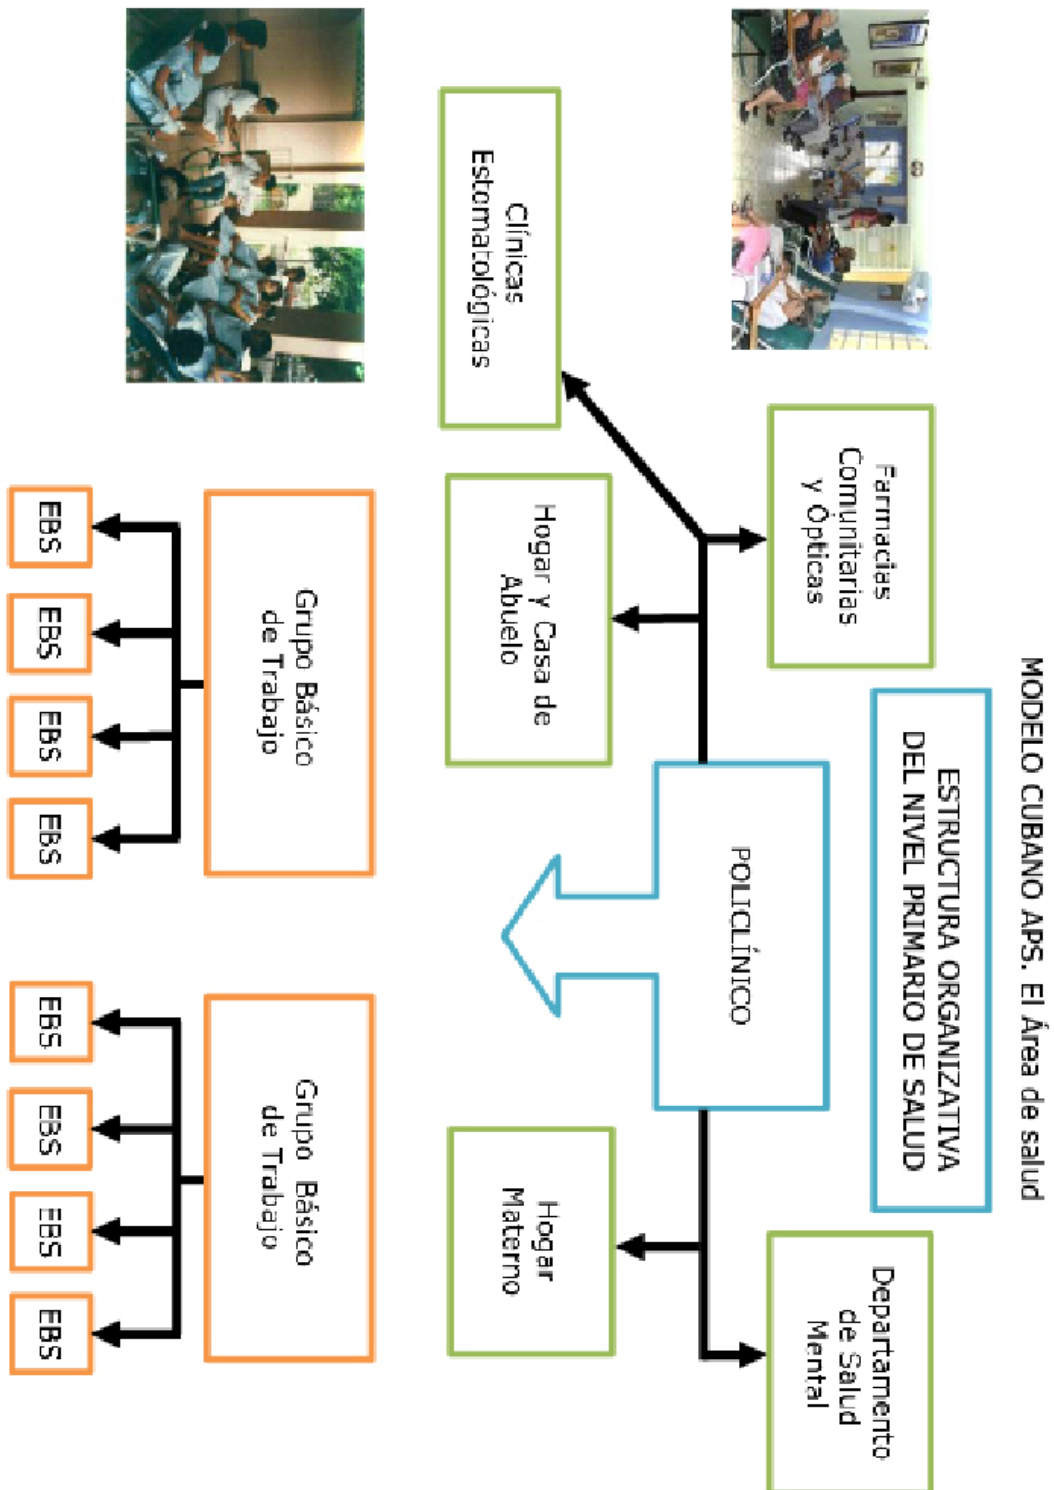 MODELO CUBANO APS. El Área de salud
ESTRUCTURA ORGANIZATIVA
DEL NIVEL PRIMARIO DE SALUD
Farmacias
Comunitarias
y Ópticas
Departamento
de Salud
Mental
POLICLÍNICO
Clínicas
Estomatológicas
Hogar y Casa de
Abuelo
Hogar
Materno
Grupo Básico
de Trabajo
Grupo Básico
de Trabajo
EBS
EBS
EBS
EBS
EBS
EBS
EBS
EBS